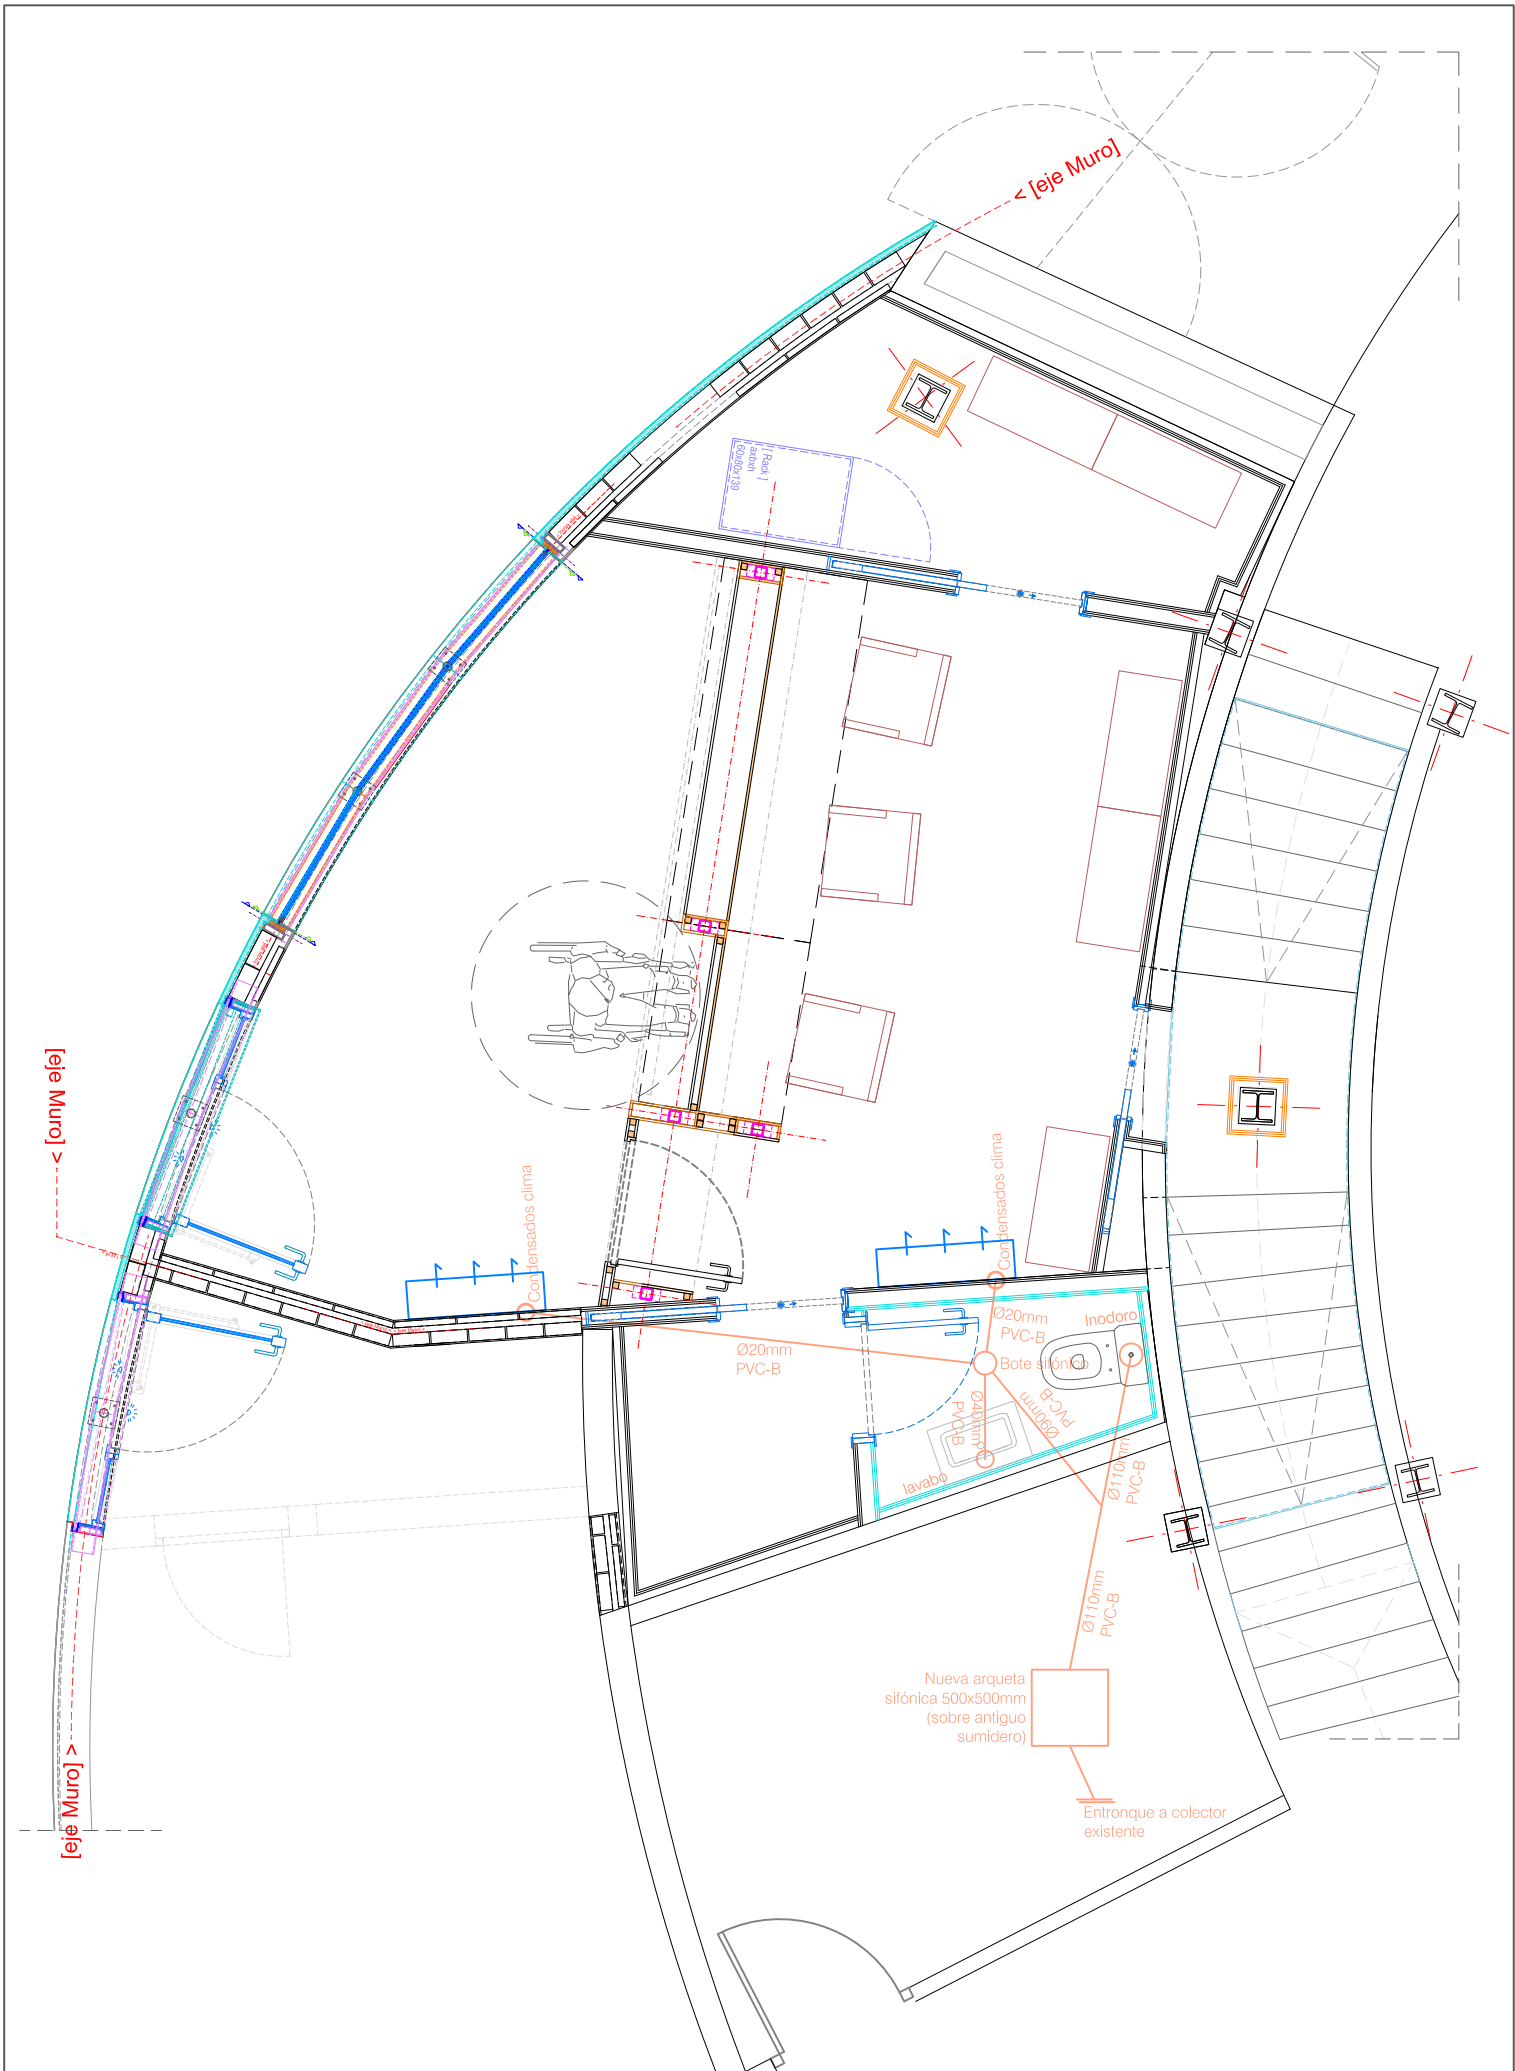 < [eje Muro]
[ Rack ]
axbxh
60x80x139
[eje Muro] <
Condensados clima
Condensados clima
Ø20mm
PVC-B
Inodoro
Ø20mm
PVC-B
Bote sifónico
Ø40mm
PVC-B
Ø90mm
PVC-B
lavabo
Ø110mm
PVC-B
Ø110mm
PVC-B
Nueva arqueta
sifónica 500x500mm
(sobre antiguo
sumidero)
[eje Muro] >
Entronque a colector
existente